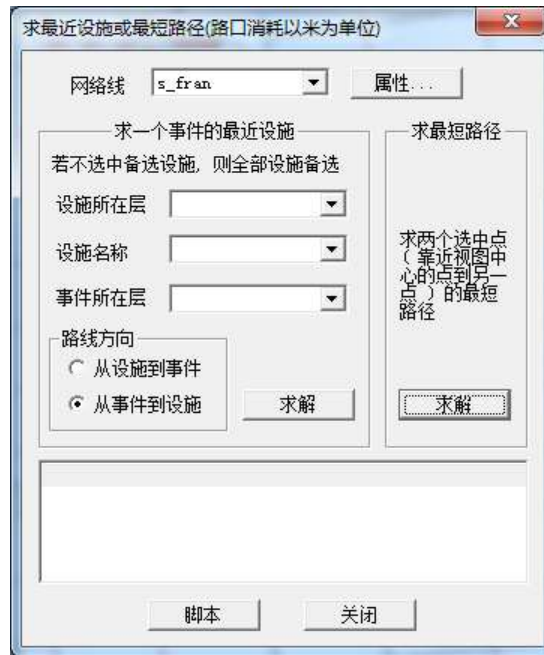 求最近设施或最短路径(路口消耗以米为单位)
网络线 s_fran 属性...
求一个事件的最近设施
若不选中备选设施, 则全部设施备选
设施所在层
设施名称
事件所在层
路线方向
从设施到事件
从事件到设施
求解
求最短路径
求两个选中点
( 靠近视图中
心的点到另一
点 ) 的最短
路径
求解
脚本 关闭